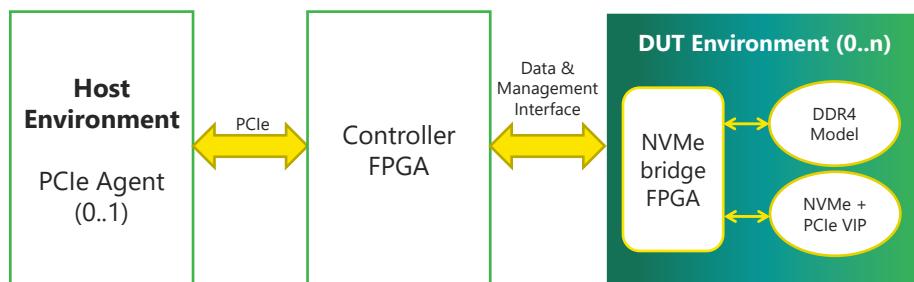 Host
Environment
PCIe Agent
(0..1)
PCIe
Controller
FPGA
Data &
Management
Interface
DUT Environment (0..n)
NVMe
bridge
FPGA
DDR4
Model
NVMe +
PCIe VIP